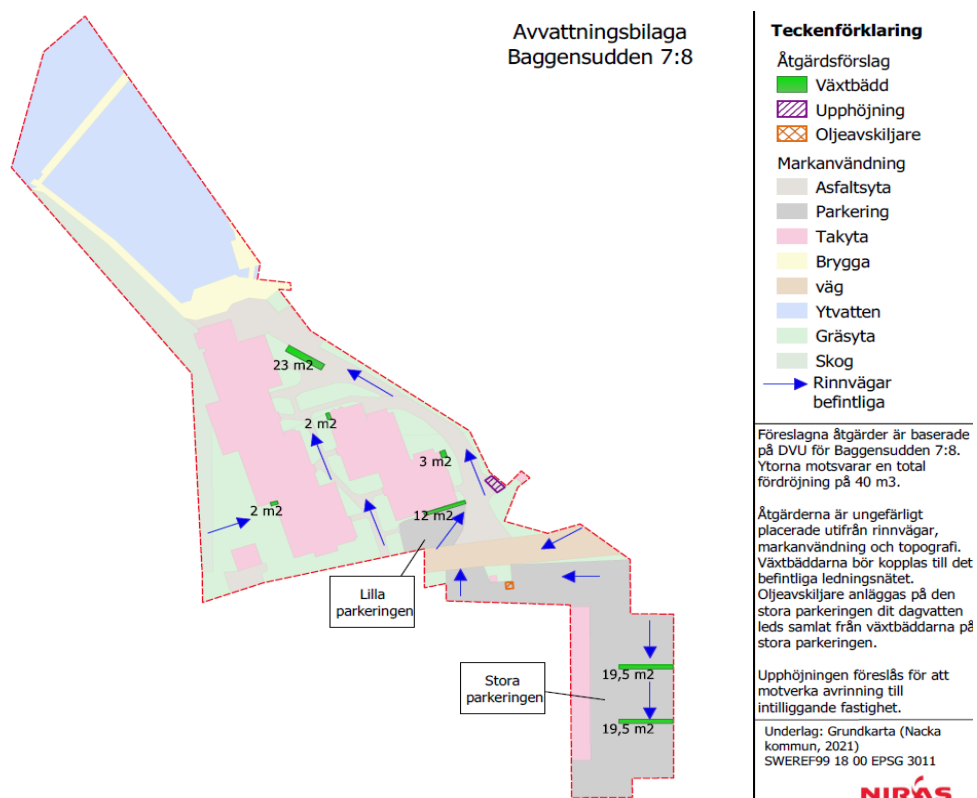 Avvattningsbilaga
Baggensudden 7:8
23 m2
2 m2
3 m2
2 m2
12 m2
Lilla
parkeringen
Stora
parkeringen
19,5 m2
19,5 m2
Teckenförklaring
Åtgärdsförslag
Växtbädd
Upphöjning
Oljeavskiljare
Markanvändning
Asfaltsyta
Parkering
Takyta
Brygga
väg
Ytvatten
Gräsyta
Skog
Rinnvägar
befintliga
Föreslagna åtgärder är baserade
på DVU för Baggensudden 7:8.
Ytorna motsvarar en total
fördröjning på 40 m3.
Åtgärderna är ungefärligt
placerade utifrån rinnvägar,
markanvändning och topografi.
Växtbäddarna bör kopplas till det
befintliga ledningsnätet.
Oljeavskiljare anläggas på den
stora parkeringen dit dagvatten
leds samlat från växtbäddarna på
stora parkeringen.
Upphöjningen föreslås för att
motverka avrinning till
intilliggande fastighet.
Underlag: Grundkarta (Nacka
kommun, 2021)
SWEREF99 18 00 EPSG 3011
NIRAS